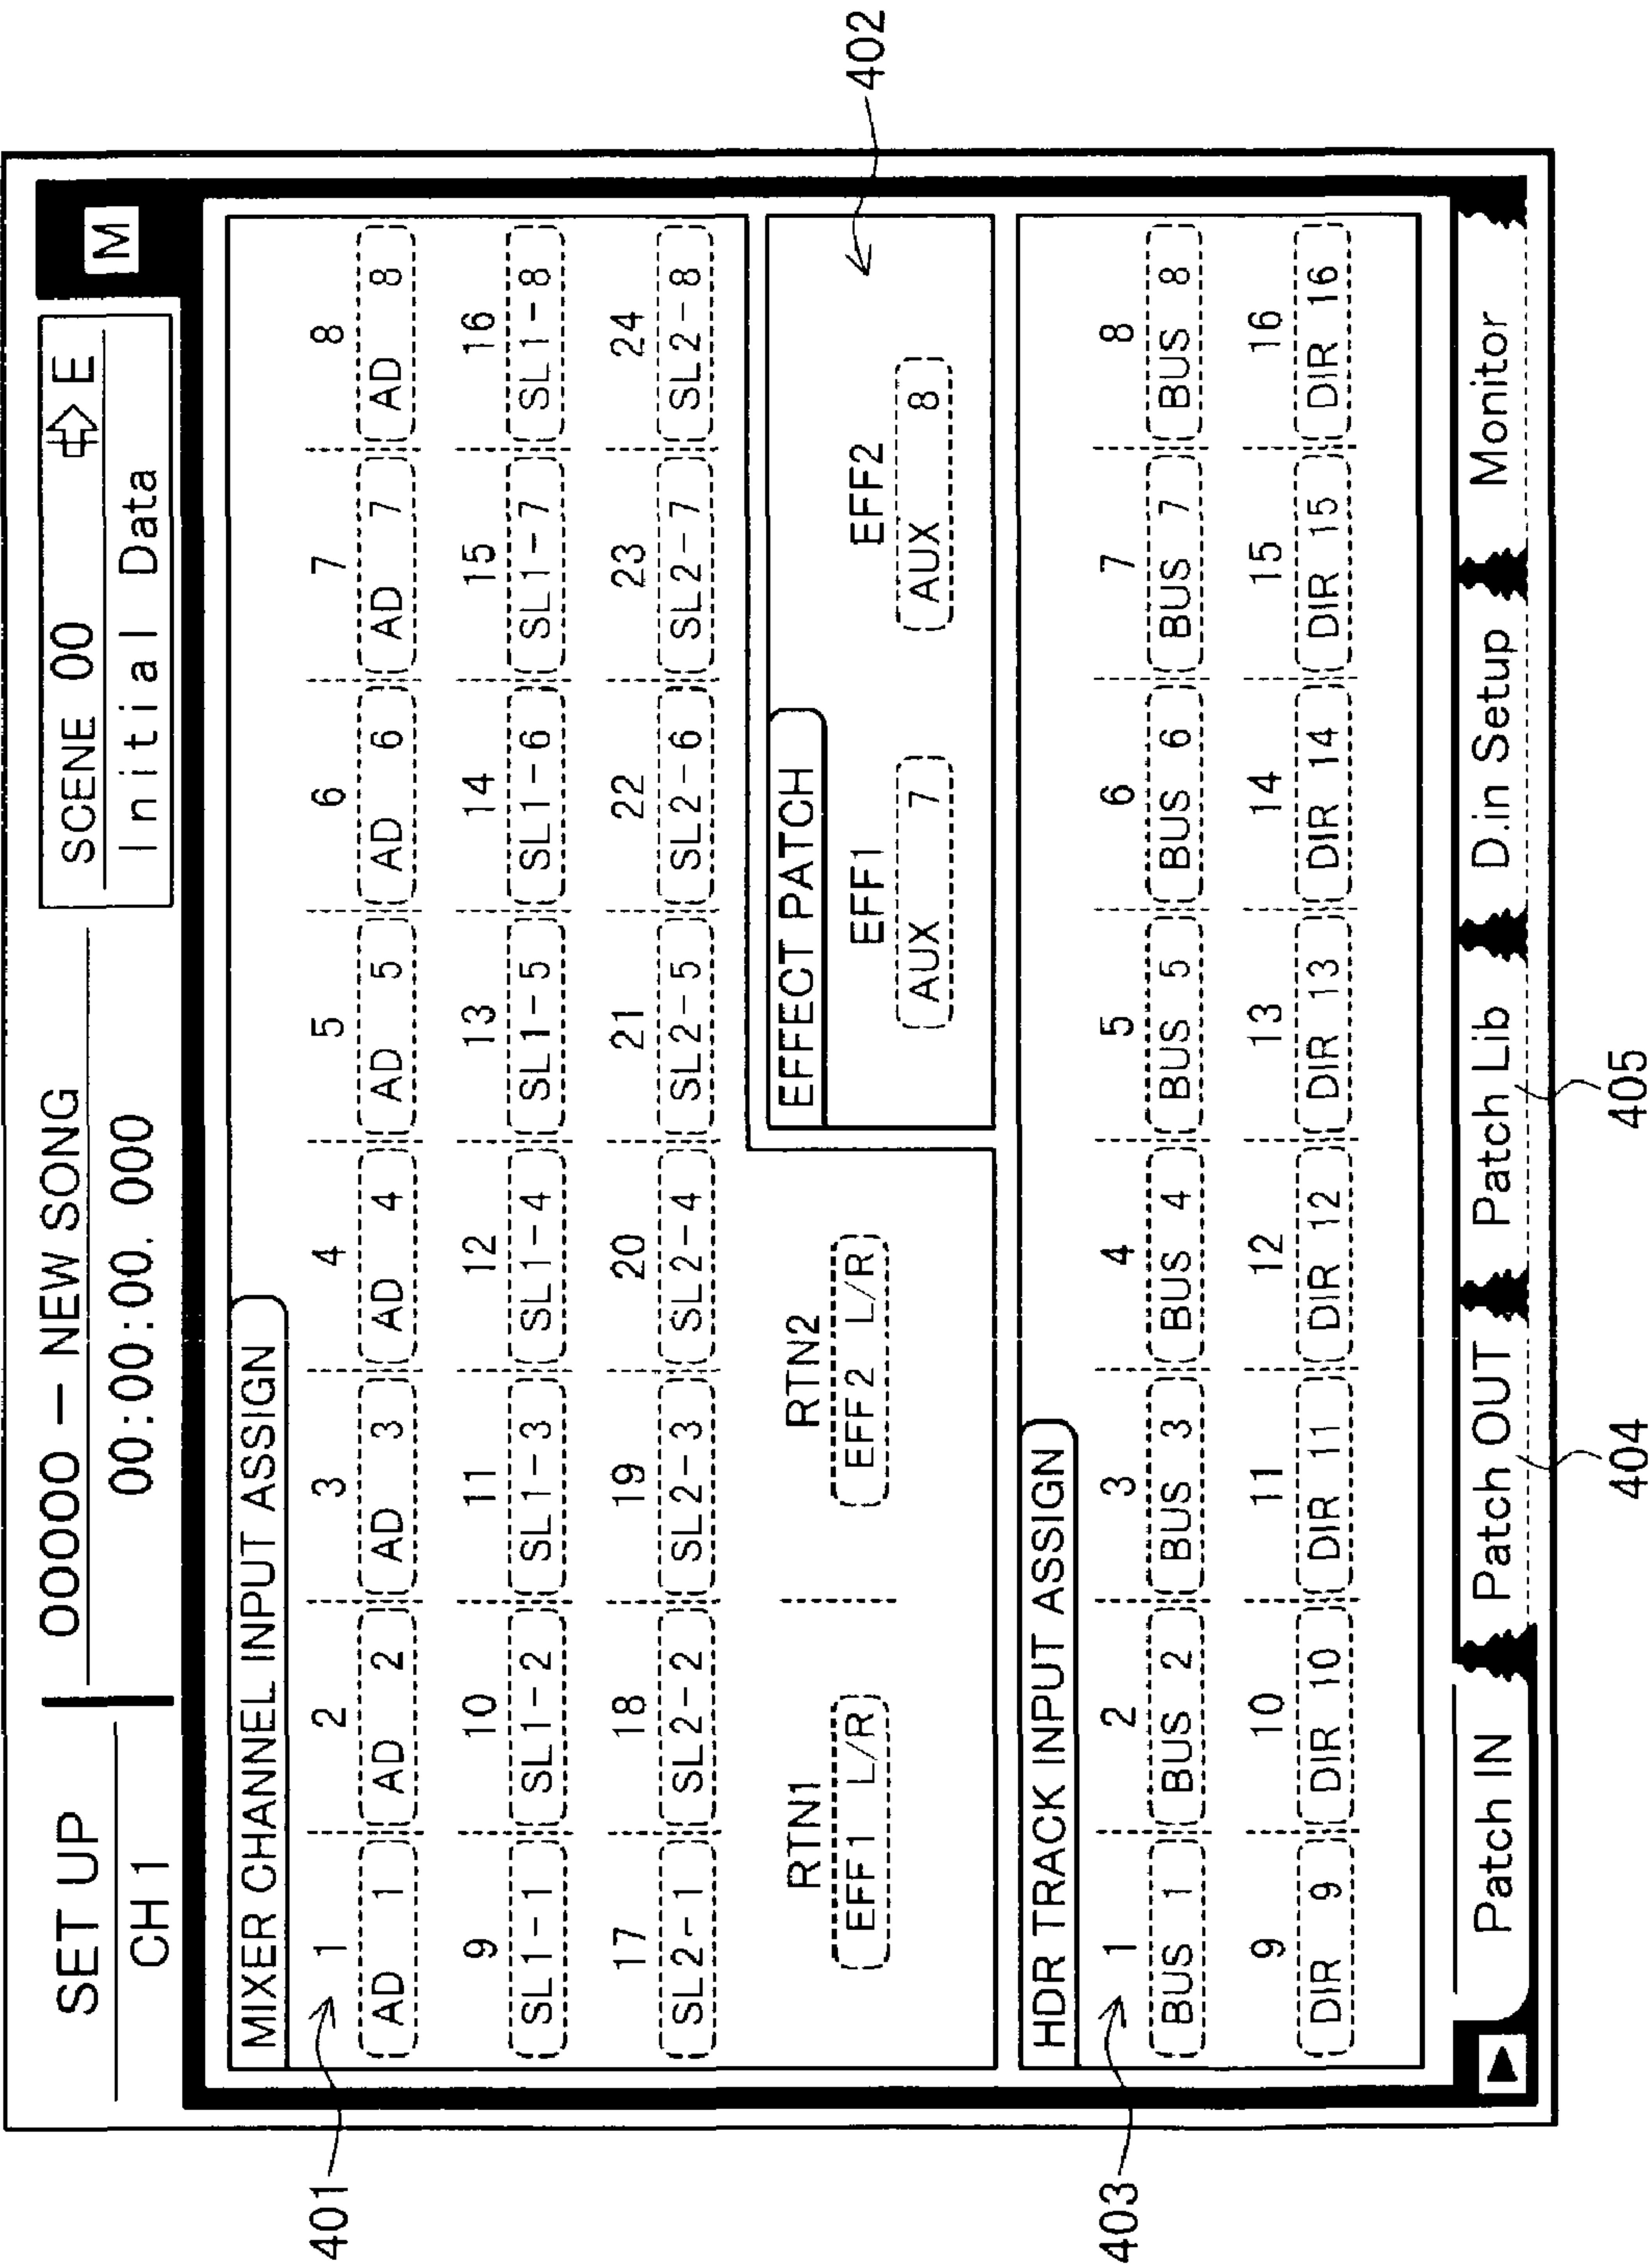 SET UP
CH 1
00000 – NEW SONG
00:00:00. 000
SCENE 00 E
Initial Data
M
MIXER CHANNEL INPUT ASSIGN
401
1 2 3 4 5 6 7 8
AD 1 AD 2 AD 3 AD 4 AD 5 AD 6 AD 7 AD 8
9 10 11 12 13 14 15 16
SL1-1 SL1-2 SL1-3 SL1-4 SL1-5 SL1-6 SL1-7 SL1-8
17 18 19 20 21 22 23 24
SL2-1 SL2-2 SL2-3 SL2-4 SL2-5 SL2-6 SL2-7 SL2-8
RTN1 RTN2
EFF1 L/R EFF2 L/R
EFFECT PATCH
402
EFF1 EFF2
AUX 7 AUX 8
HDR TRACK INPUT ASSIGN
403
1 2 3 4 5 6 7 8
BUS 1 BUS 2 BUS 3 BUS 4 BUS 5 BUS 6 BUS 7 BUS 8
9 10 11 12 13 14 15 16
DIR 9 DIR 10 DIR 11 DIR 12 DIR 13 DIR 14 DIR 15 DIR 16
Patch IN Patch OUT Patch Lib D.in Setup Monitor
404 405